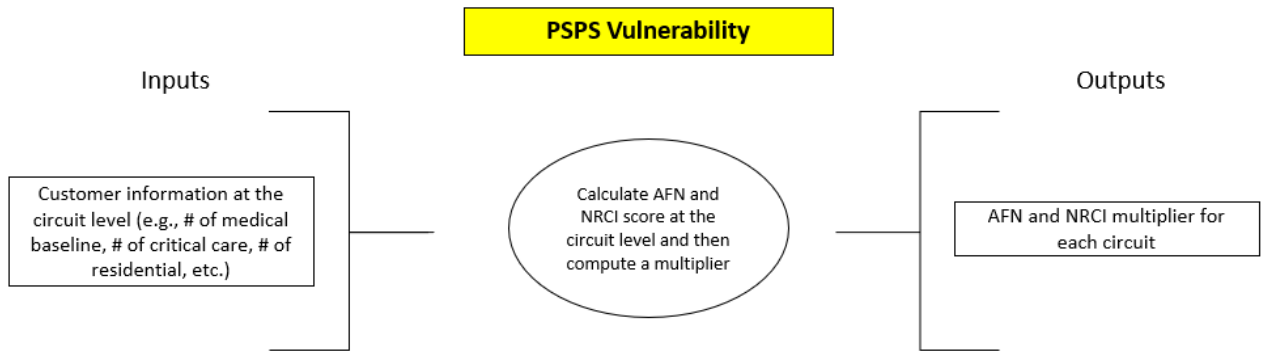 PSPS Vulnerability
Inputs
Outputs
Customer information at the
circuit level (e.g., # of medical
baseline, # of critical care, # of
residential, etc.)
Calculate AFN and
NRCI score at the
circuit level and then
compute a multiplier
AFN and NRCI multiplier for
each circuit